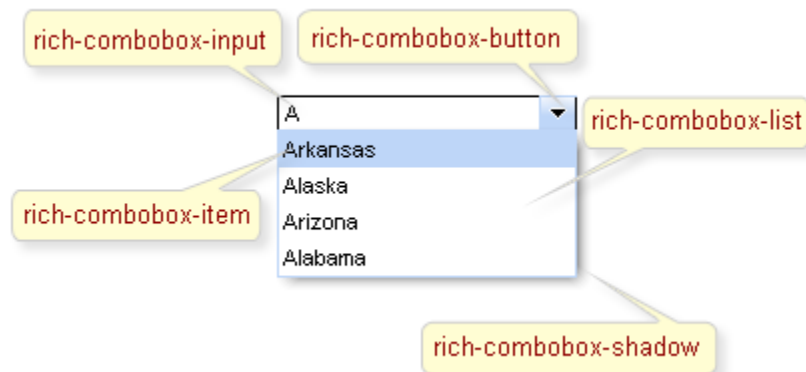 rich-combobox-input
rich-combobox-button
A
rich-combobox-list
Arkansas
Alaska
rich-combobox-item
Arizona
Alabama
rich-combobox-shadow